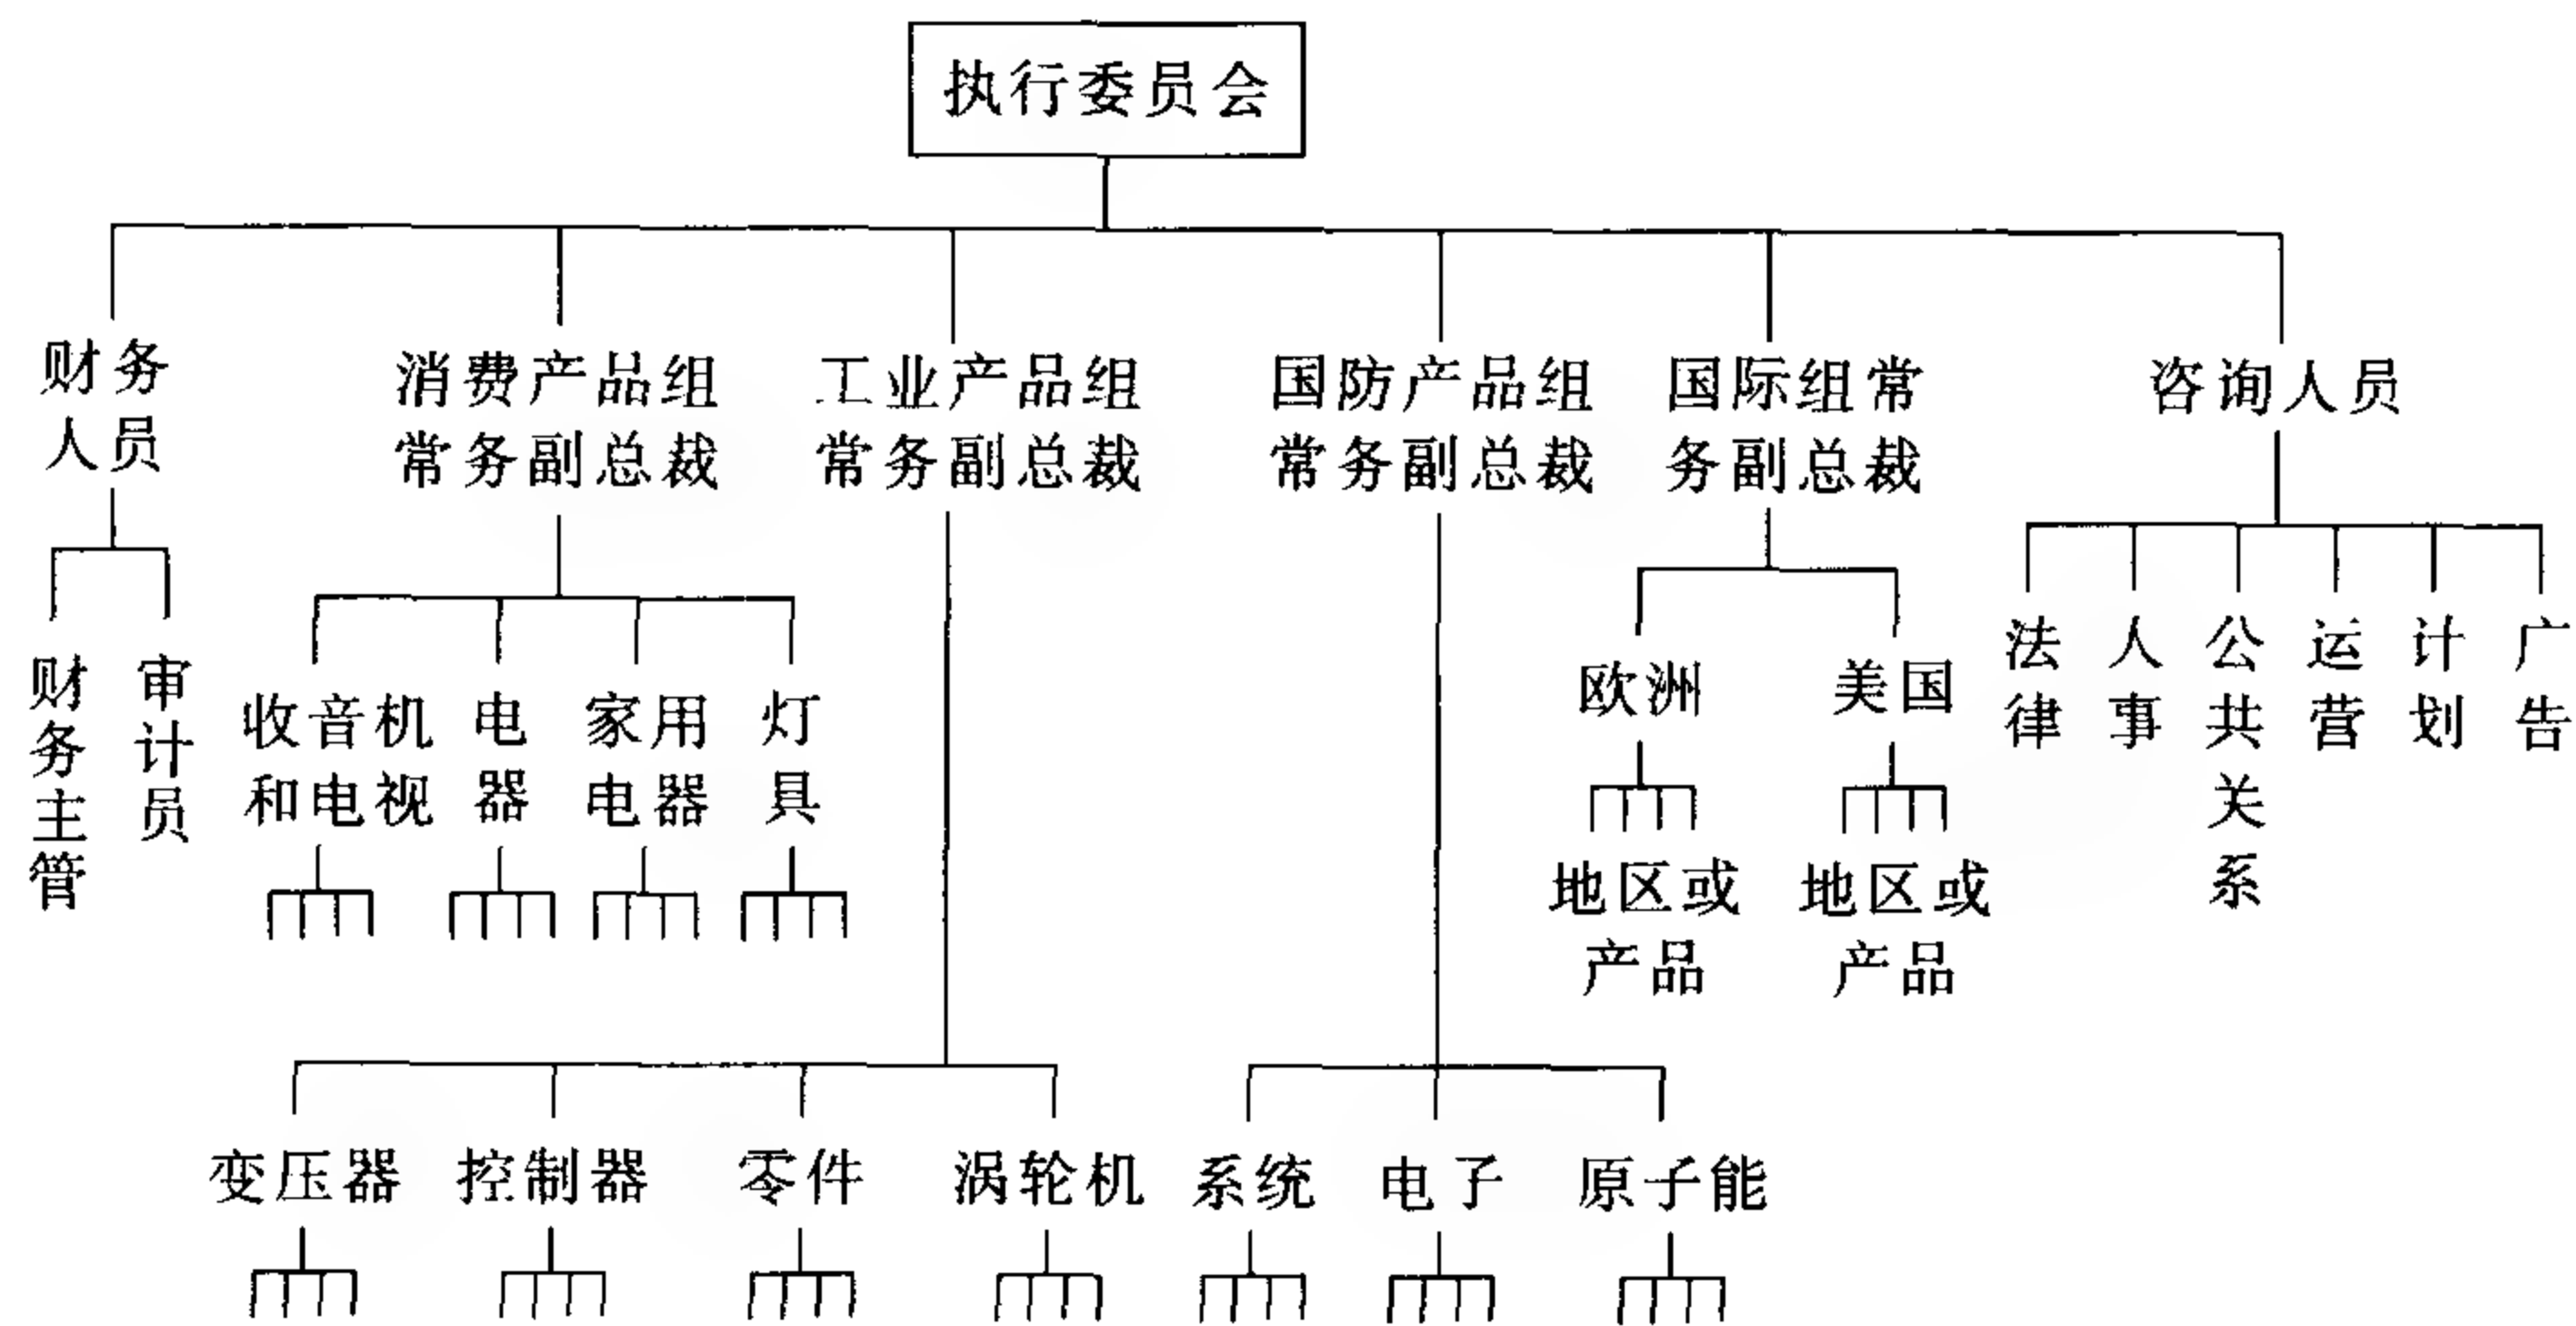 执行委员会
财务
人员
消费产品组
常务副总裁
工业产品组
常务副总裁
国防产品组
常务副总裁
国际组常
务副总裁
咨询人员
财务主管
审计员
收音机
和电视
电器
家用
电器
灯具
欧洲
美国
法律
人事
公共关系
运营
计划
广告
地区或
产品
地区或
产品
变压器
控制器
零件
涡轮机
系统
电子
原子能